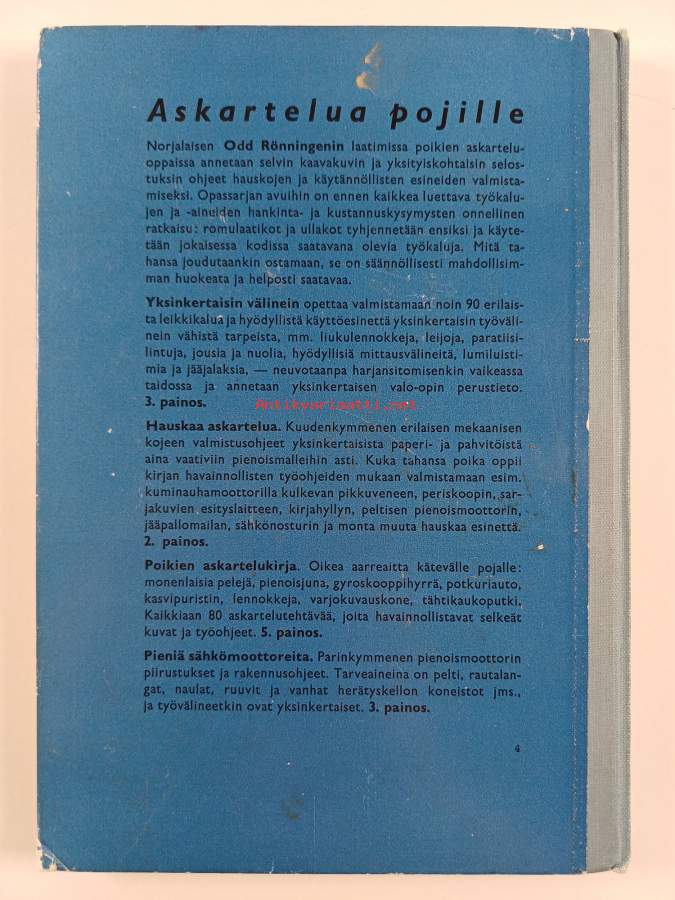 Askartelua pojille
Norjalaisen Odd Rönningenin laatimissa poikien askartelu-
oppaissa annetaan selvin kaavakuvin ja yksityiskohtaisin selos-
tuksin ohjeet hauskojen ja käytännöllisten esineiden valmista-
miseksi. Opassarjan avuihin on ennen kaikkea luettava työkalu-
jen ja -aineiden hankinta- ja kustannuskysymysten onnellinen
ratkaisu: romulaatikot ja ullakot tyhjennetään ensiksi ja käyte-
tään jokaisessa kodissa saatavana olevia työkaluja. Mitä ta-
hansa joudutaankin ostamaan, se on säännöllisesti mahdollisim-
man huokeata ja helposti saatavaa.
Yksinkertaisin välinein opettaa valmistamaan noin 90 erilais-
ta leikkikalua ja hyödyllistä käyttöesinettä yksinkertaisin työväli-
nein vähistä tarpeista, mm. liukulennokkeja, leijoja, paratiisi-
lintuja, jousia ja nuolia, hyödyllisiä mittausvälineitä, lumiluisti-
mia ja jääjalaksia, — neuvotaanpa harjansitomisenkin vaikeassa
taidossa ja annetaan yksinkertaisen valo-opin perustieto.
3. painos.
Antikvariaatti.net
Hauskaa askartelua. Kuudenkymmenen erilaisen mekaanisen
kojeen valmistusohjeet yksinkertaisista paperi- ja pahvitöistä
aina vaativiin pienoismalleihin asti. Kuka tahansa poika oppii
kirjan havainnollisten työohjeiden mukaan valmistamaan esim.
kuminauhamoottorilla kulkevan pikkuveneen, periskoopin, sar-
jakuvien esityslaitteen, kirjahyllyn, peltisen pienoismoottorin,
jääpallomailan, sähkönosturin ja monta muuta hauskaa esinettä.
2. painos.
Poikien askartelukirja. Oikea aarreaitta kätevälle pojalle:
monenlaisia pelejä, pienoisjuna, gyroskooppihyrrä, potkuriauto,
kasvipuristin, lennokkeja, varjokuvauskone, tähtikaukoputki.
Kaikkiaan 80 askartelutehtävää, joita havainnollistavat selkeät
kuvat ja työohjeet. 5. painos.
Pieniä sähkömoottoreita. Parinkymmenen pienoismoottorin
piirustukset ja rakennusohjeet. Tarveaineina on pelti, rautalan-
gat, naulat, ruuvit ja vanhat herätyskellon koneistot jms.,
ja työvälineetkin ovat yksinkertaiset. 3. painos.
4